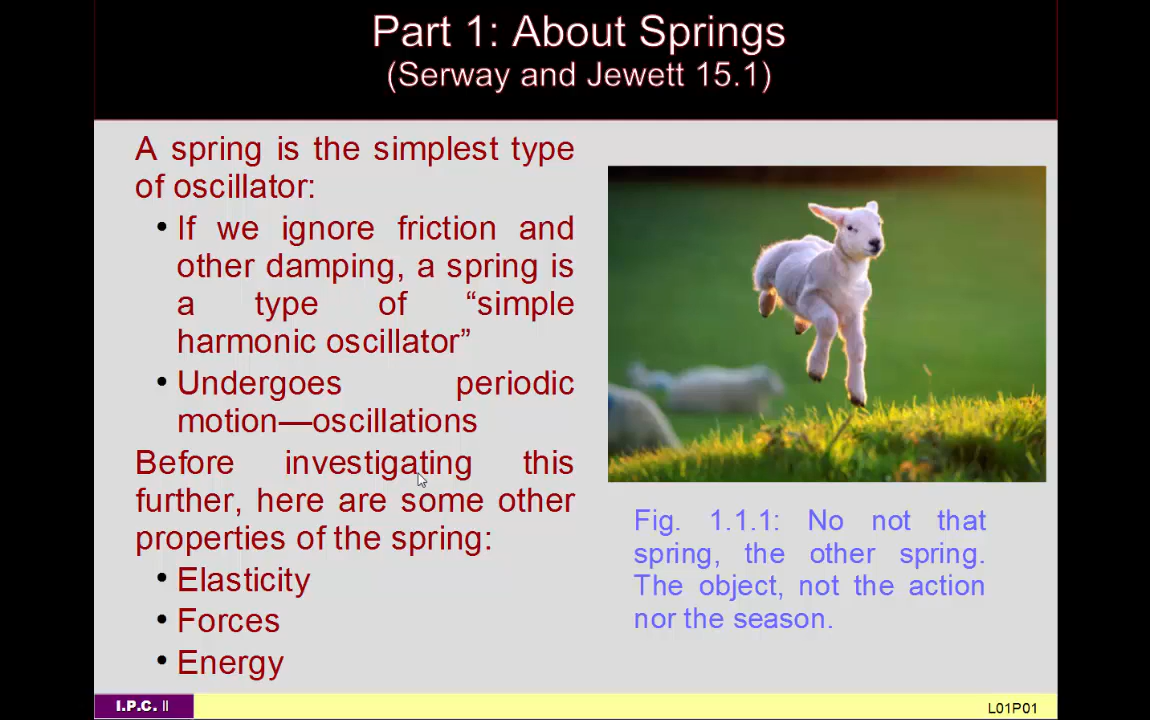 Part 1: About Springs
(Serway and Jewett 15.1)
A spring is the simplest type
of oscillator:
• If we ignore friction and
other damping, a spring is
a type of “simple
harmonic oscillator”
• Undergoes periodic
motion—oscillations
Before investigating this
further, here are some other
properties of the spring:
• Elasticity
• Forces
• Energy
Fig. 1.1.1: No not that
spring, the other spring.
The object, not the action
nor the season.
I.P.C. II
L01P01